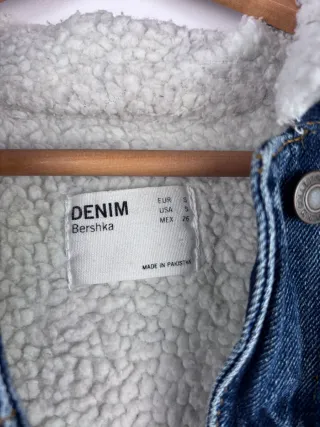 DENIM
Bershka
EUR S
USA S
MEX 26
MADE IN PAKISTAN